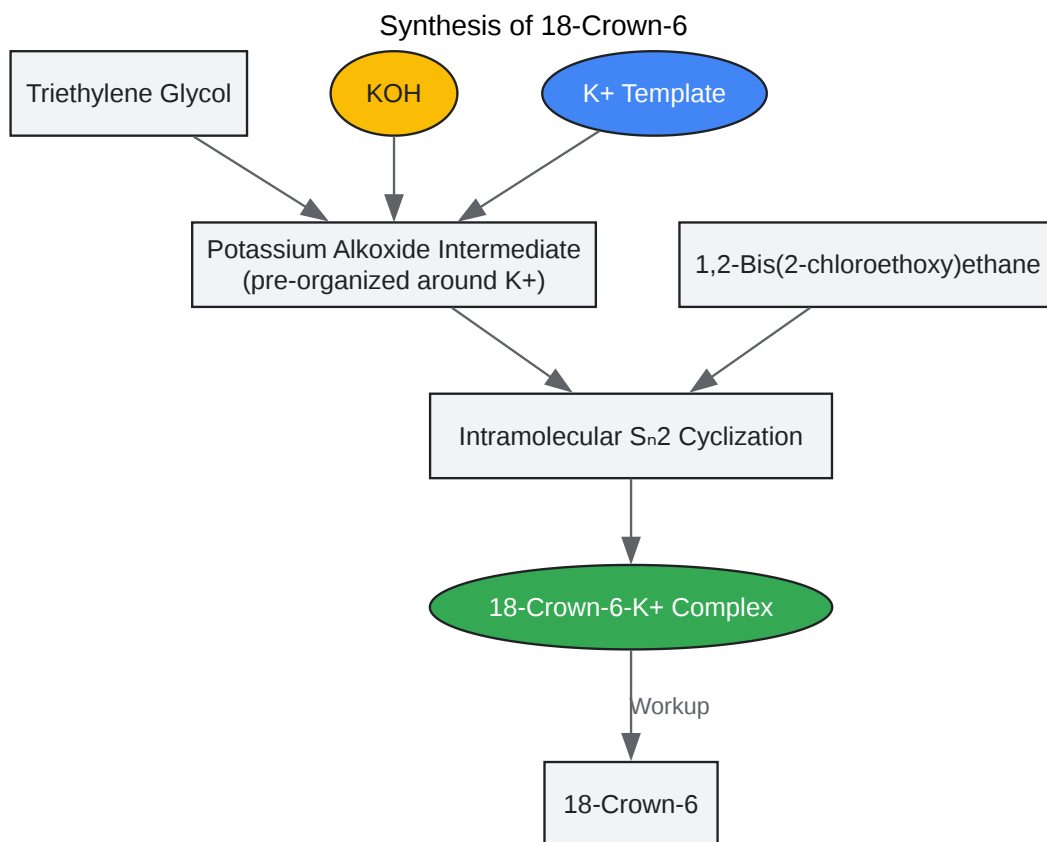 Synthesis of 18-Crown-6
Triethylene Glycol
KOH
K+ Template
Potassium Alkoxide Intermediate
(pre-organized around K+)
1,2-Bis(2-chloroethoxy)ethane
Intramolecular Sₙ2 Cyclization
18-Crown-6-K+ Complex
Workup
18-Crown-6